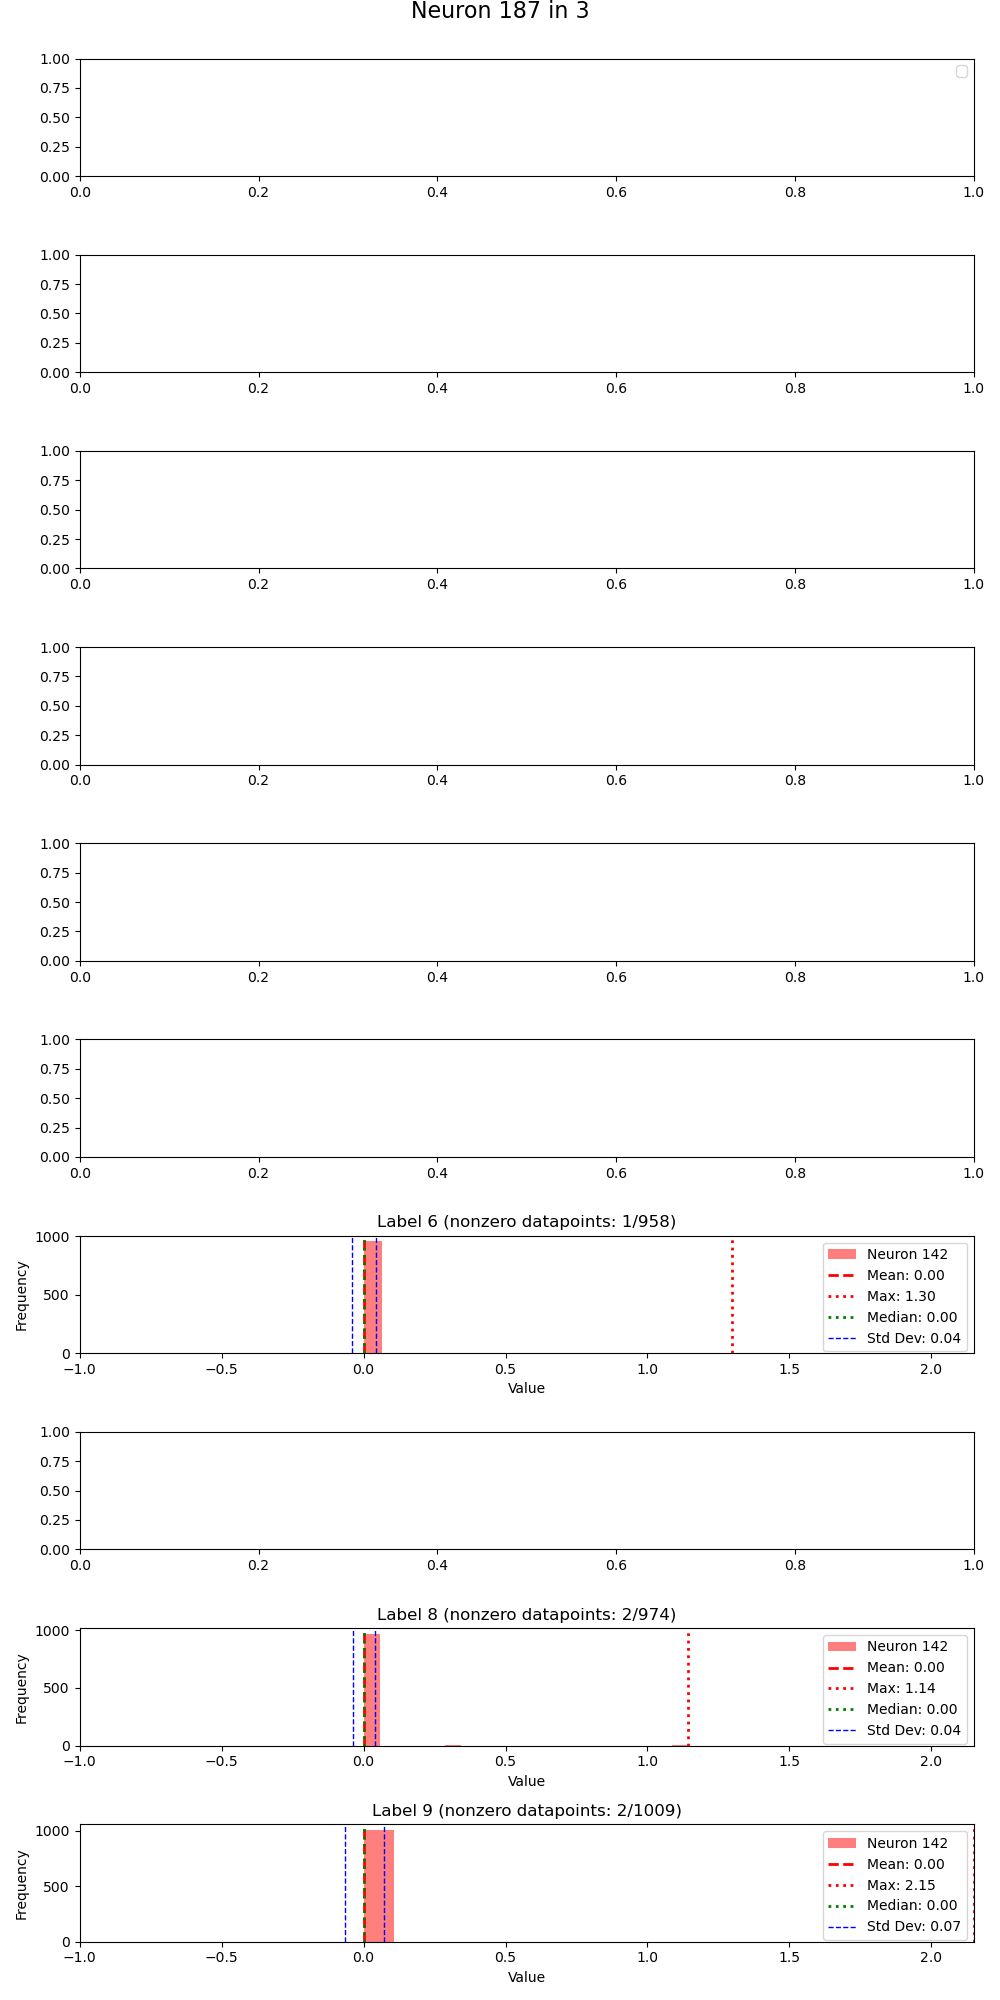 Neuron 187 in 3
1.00
0.75
0.50
0.25
0.00
0.0 0.2 0.4 0.6 0.8 1.0
1.00
0.75
0.50
0.25
0.00
0.0 0.2 0.4 0.6 0.8 1.0
1.00
0.75
0.50
0.25
0.00
0.0 0.2 0.4 0.6 0.8 1.0
1.00
0.75
0.50
0.25
0.00
0.0 0.2 0.4 0.6 0.8 1.0
1.00
0.75
0.50
0.25
0.00
0.0 0.2 0.4 0.6 0.8 1.0
1.00
0.75
0.50
0.25
0.00
0.0 0.2 0.4 0.6 0.8 1.0
Label 6 (nonzero datapoints: 1/958)
Frequency
1000
500
0
Neuron 142
Mean: 0.00
Max: 1.30
Median: 0.00
Std Dev: 0.04
−1.0 −0.5 0.0 0.5 1.0 1.5 2.0
Value
1.00
0.75
0.50
0.25
0.00
0.0 0.2 0.4 0.6 0.8 1.0
Label 8 (nonzero datapoints: 2/974)
Frequency
1000
500
0
Neuron 142
Mean: 0.00
Max: 1.14
Median: 0.00
Std Dev: 0.04
−1.0 −0.5 0.0 0.5 1.0 1.5 2.0
Value
Label 9 (nonzero datapoints: 2/1009)
Frequency
1000
500
0
Neuron 142
Mean: 0.00
Max: 2.15
Median: 0.00
Std Dev: 0.07
−1.0 −0.5 0.0 0.5 1.0 1.5 2.0
Value